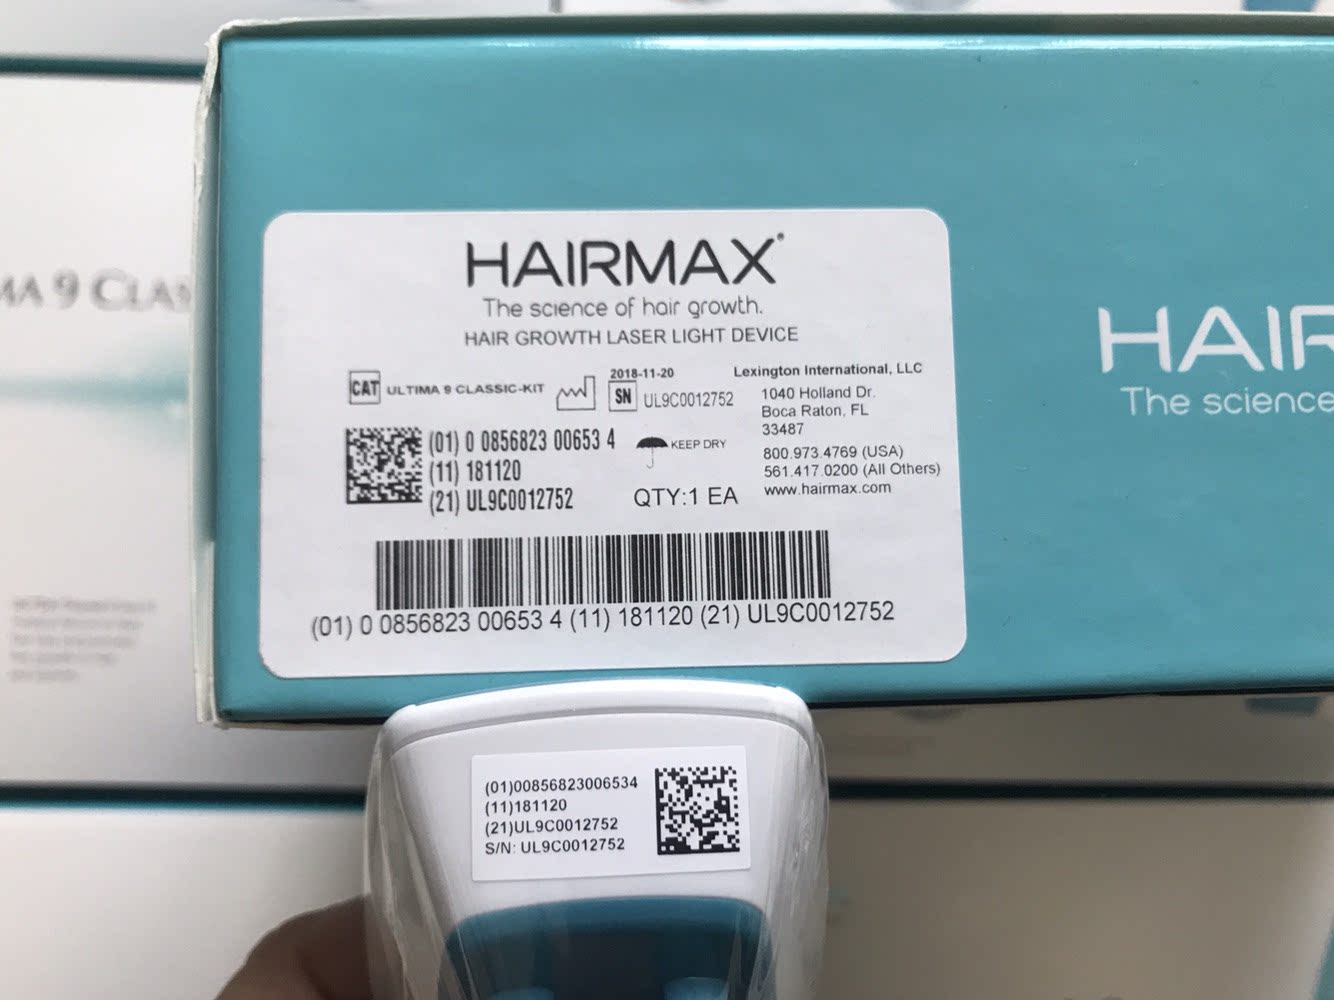 HAIRMAX®
The science of hair growth.
HAIR GROWTH LASER LIGHT DEVICE
CAT ULTIMA 9 CLASSIC-KIT
2018-11-20
SN UL9C0012752
Lexington International, LLC
1040 Holland Dr.
Boca Raton, FL
33487
800.973.4769 (USA)
561.417.0200 (All Others)
www.hairmax.com
(01) 0 0856823 00653 4
(11) 181120
(21) UL9C0012752
KEEP DRY
QTY:1 EA
(01) 0 0856823 00653 4 (11) 181120 (21) UL9C0012752
HAIR
The science
MA 9 CLAS
(01)00856823006534
(11)181120
(21)UL9C0012752
S/N: UL9C0012752